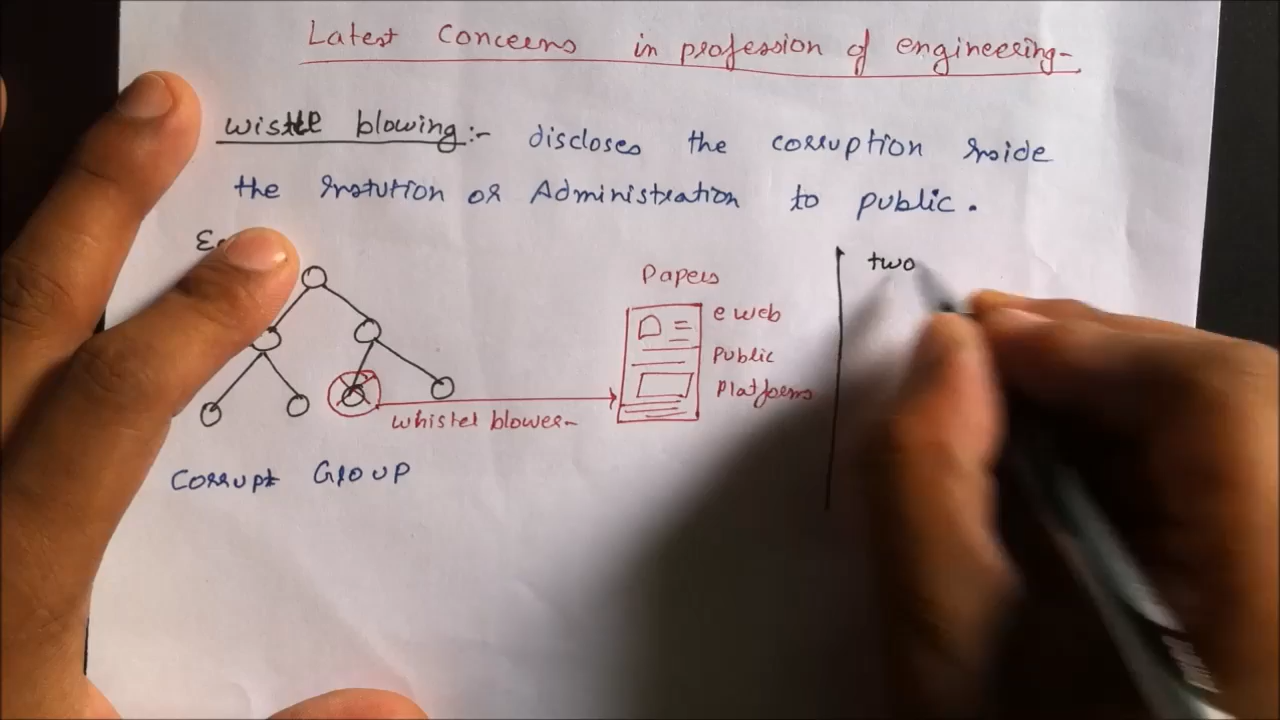 Latest Concerns in profession of engineering-
wistle blowing:- discloses the corruption inside
the instution or Administration to public.
Papers
e web
public
platforms
whistel blower-
Corrupt Group
two